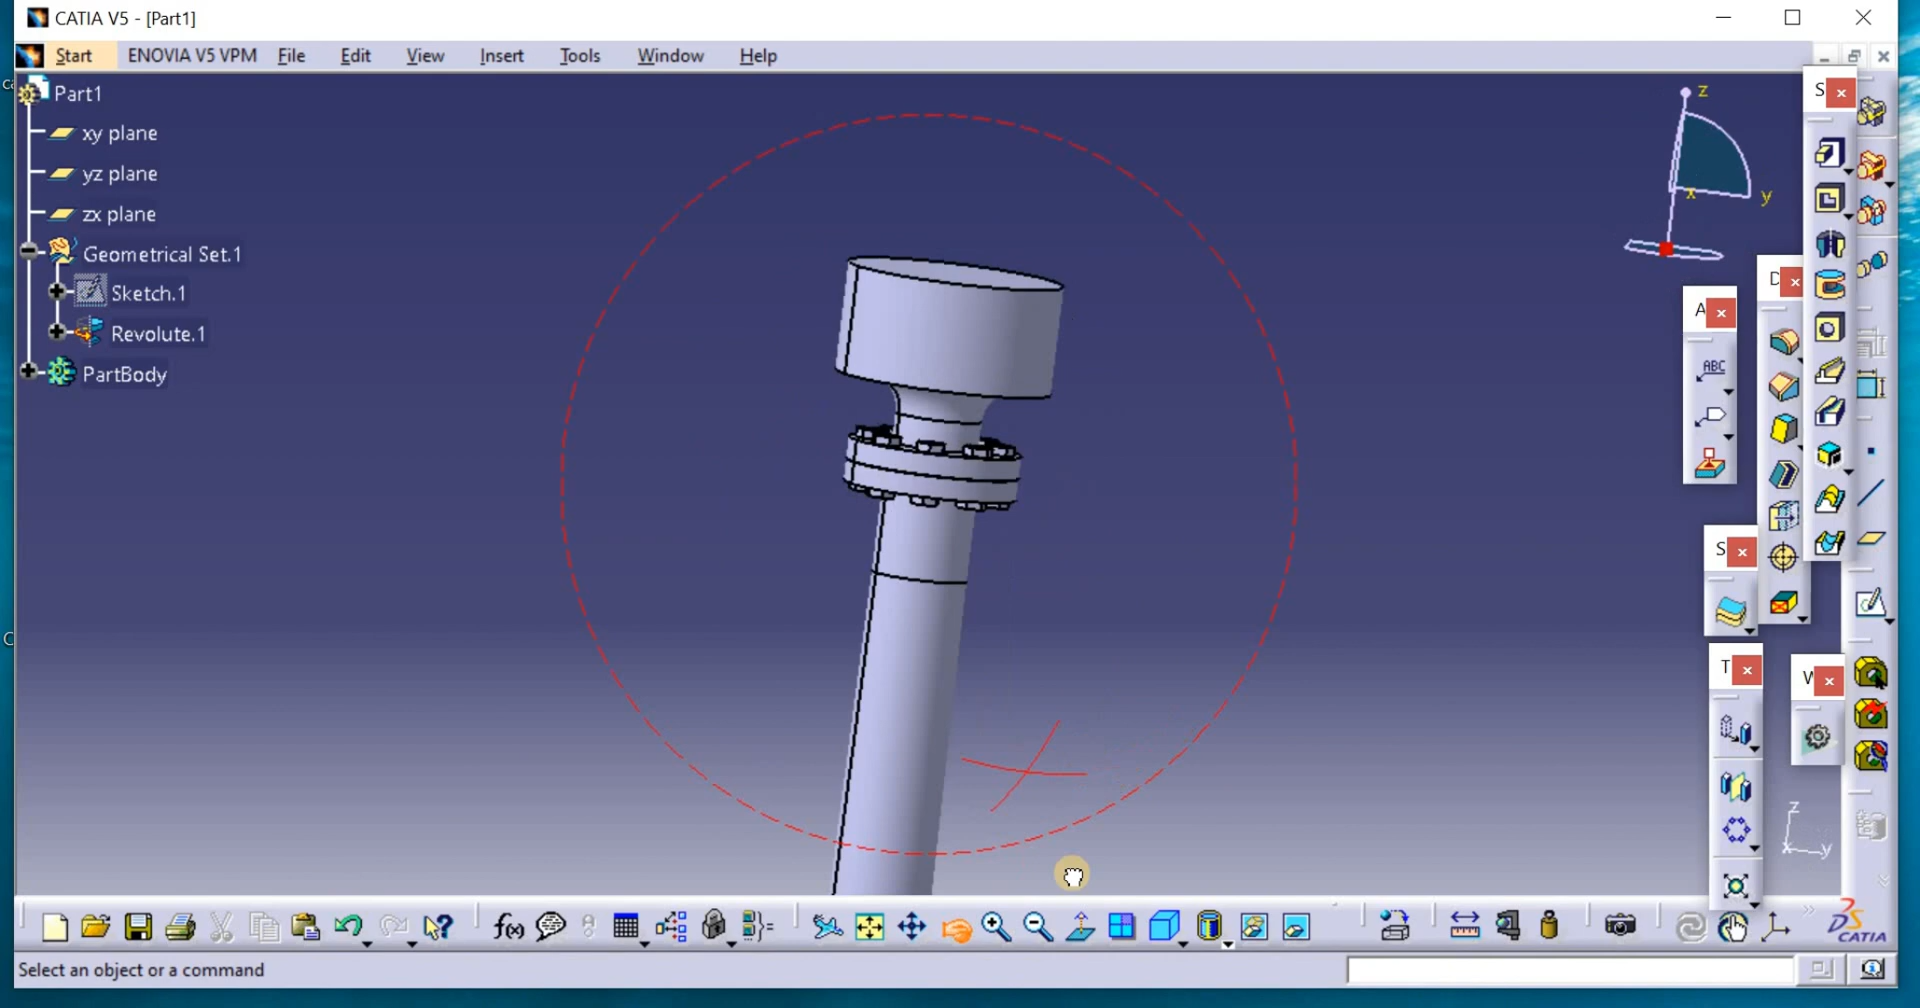 CATIA V5 - [Part1]
Start ENOVIA V5 VPM File Edit View Insert Tools Window Help
Part1
xy plane
yz plane
zx plane
Geometrical Set.1
Sketch.1
Revolute.1
PartBody
z
x
y
S
D
A
ABC
S
T
W
z
x
y
f(x)
CATIA
Select an object or a command